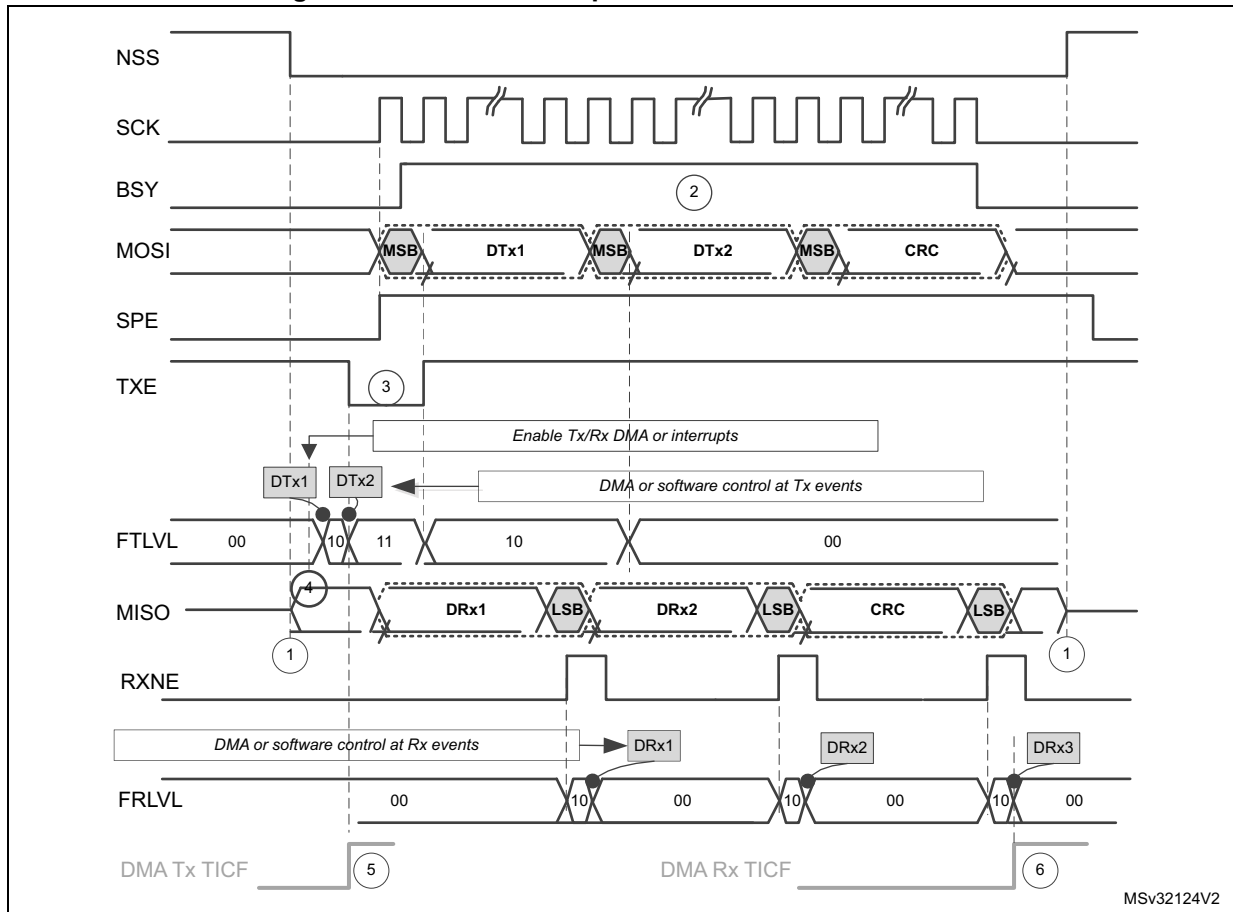 NSS
SCK
BSY
2
MOSI
MSB DTx1 MSB DTx2 MSB CRC
SPE
TXE
3
Enable Tx/Rx DMA or interrupts
DTx1 DTx2
DMA or software control at Tx events
FTLVL 00 10 11 10 00
4
MISO DRx1 LSB DRx2 LSB CRC LSB
1 1
RXNE
DMA or software control at Rx events DRx1 DRx2 DRx3
FRLVL 00 10 00 10 00 10 00
DMA Tx TICF 5 DMA Rx TICF 6
MSv32124V2